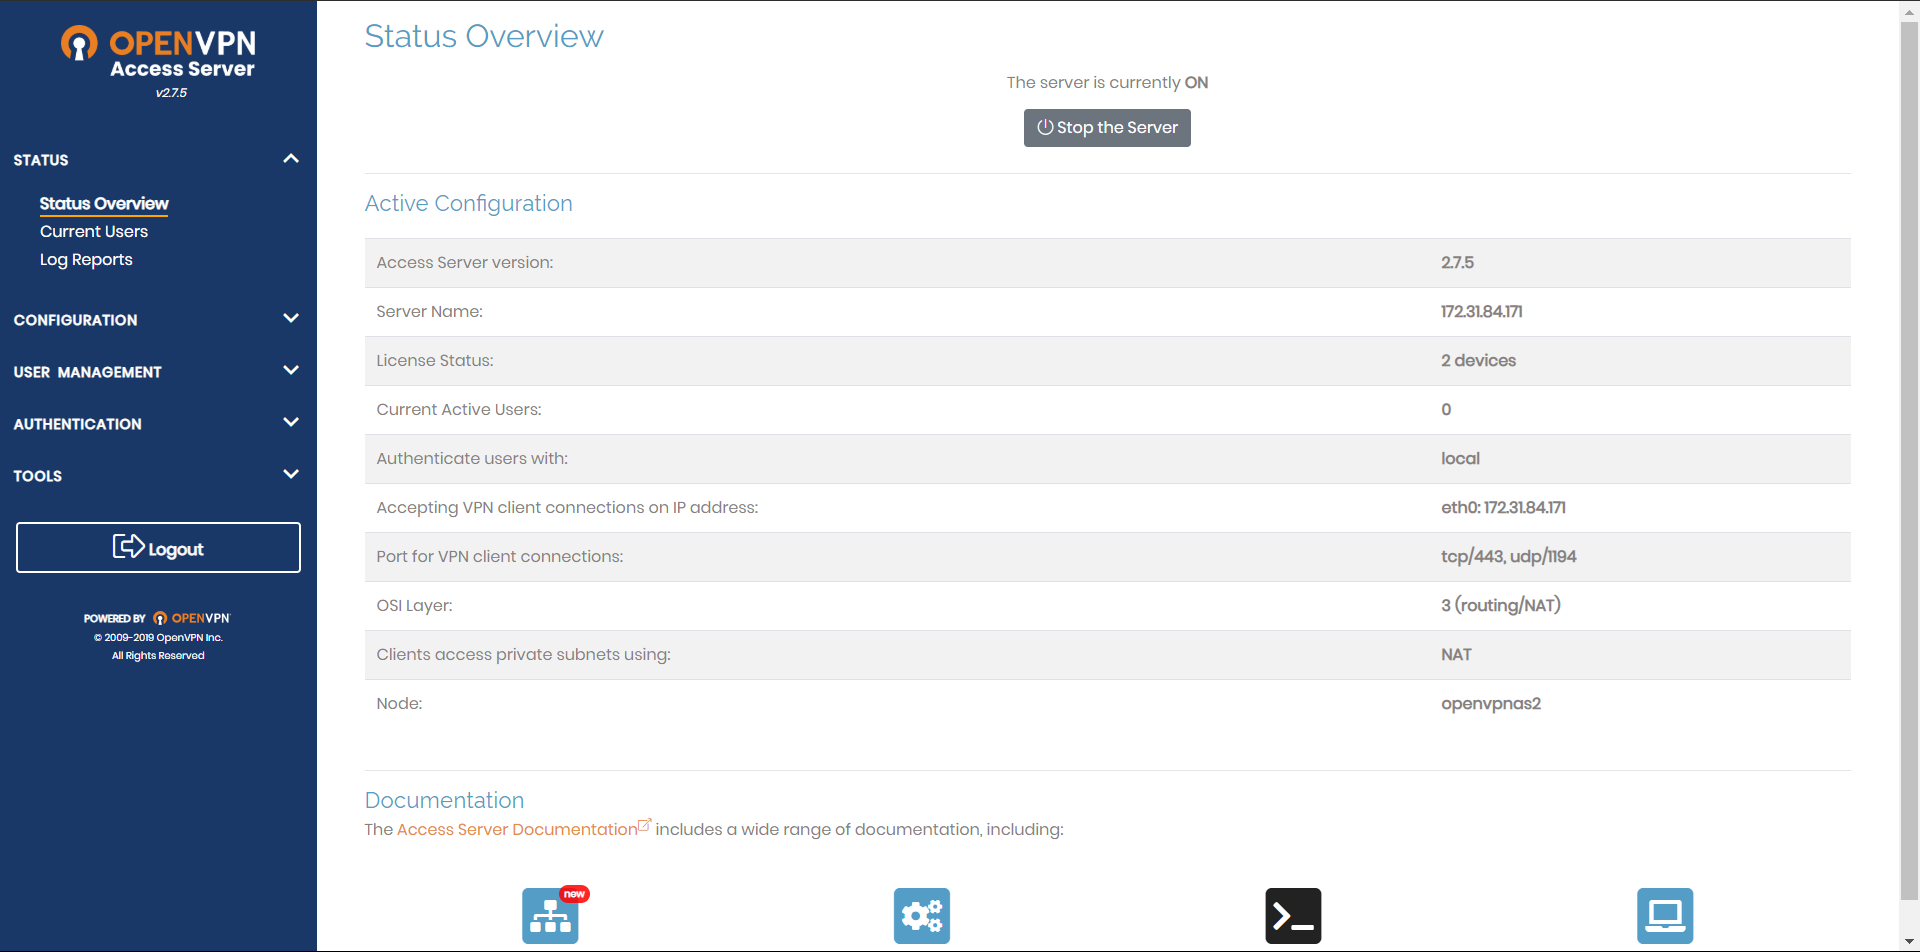 OPENVPN
Access Server
v2.7.5
STATUS
Status Overview
Current Users
Log Reports
CONFIGURATION
USER MANAGEMENT
AUTHENTICATION
TOOLS
Logout
POWERED BY OPENVPN
© 2009-2019 OpenVPN Inc.
All Rights Reserved
Status Overview
The server is currently ON
Stop the Server
Active Configuration
Access Server version: 2.7.5
Server Name: 172.31.84.171
License Status: 2 devices
Current Active Users: 0
Authenticate users with: local
Accepting VPN client connections on IP address: eth0: 172.31.84.171
Port for VPN client connections: tcp/443, udp/1194
OSI Layer: 3 (routing/NAT)
Clients access private subnets using: NAT
Node: openvpnas2
Documentation
The Access Server Documentation includes a wide range of documentation, including:
new